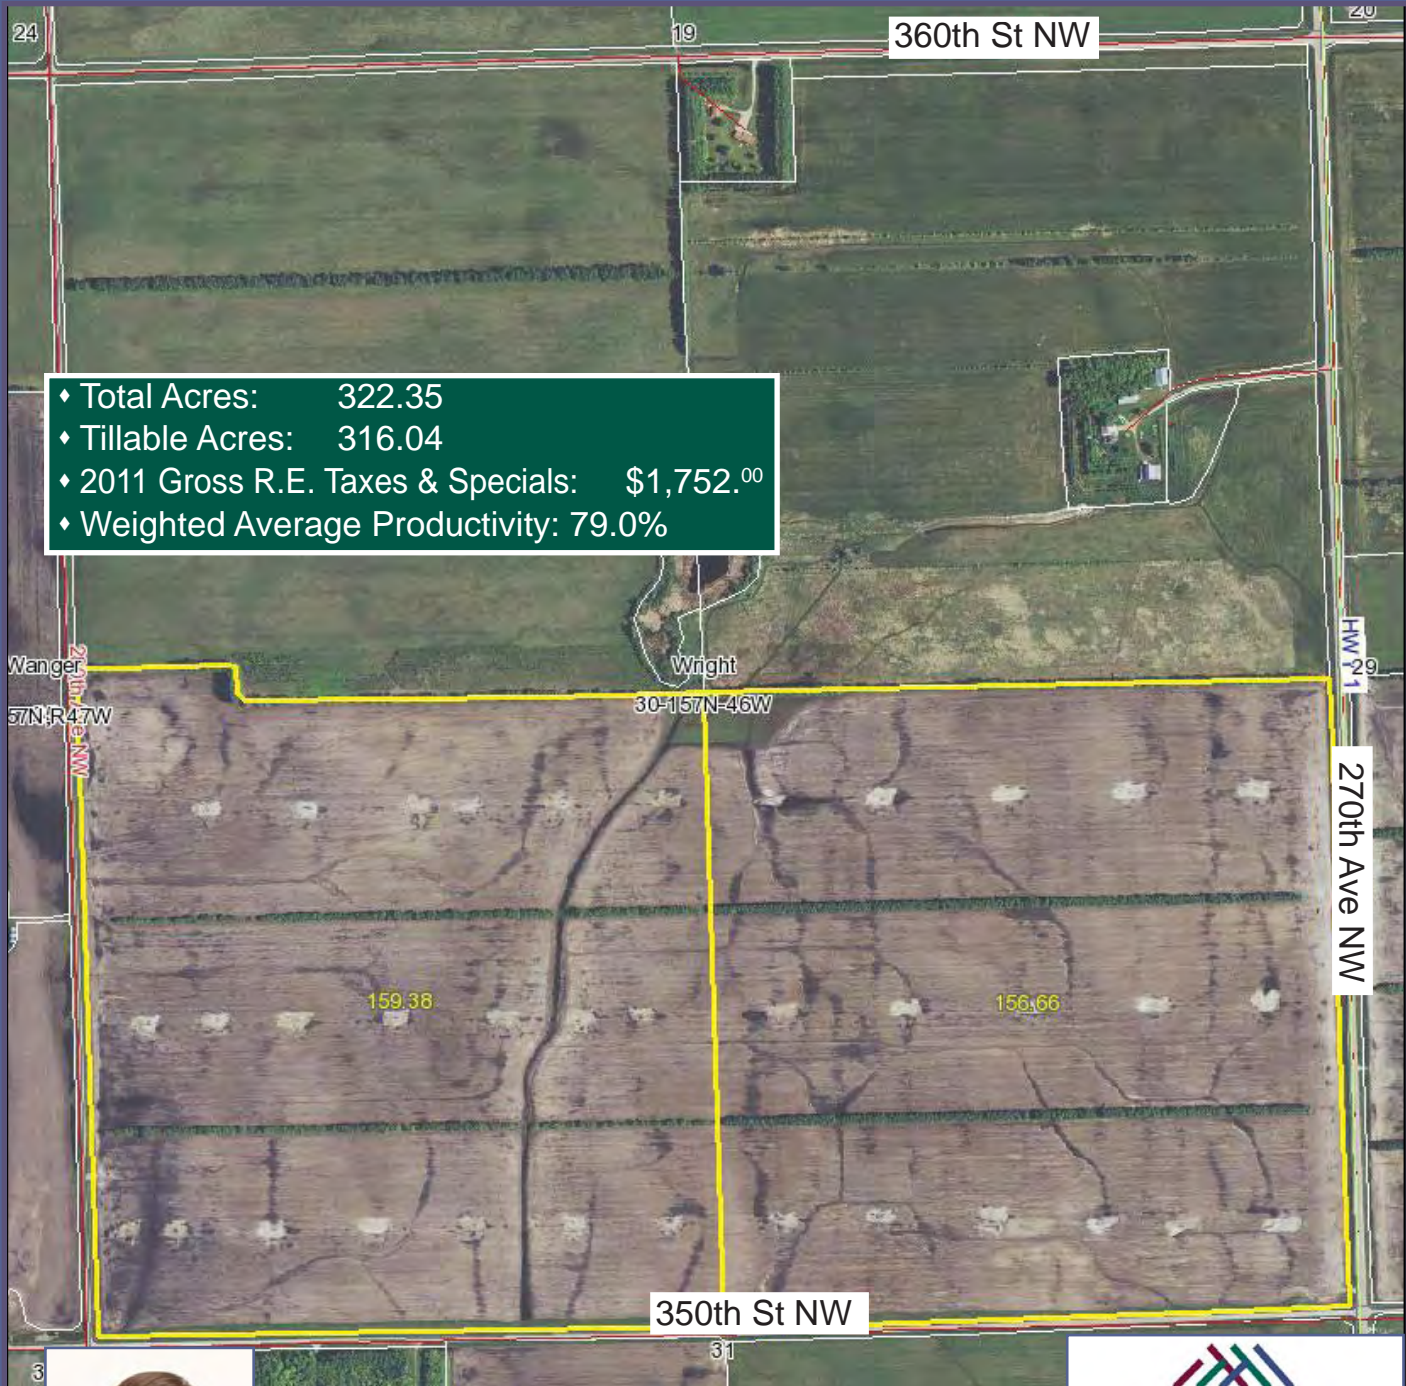 24
19
20
360th St NW
♦ Total Acres: 322.35
♦ Tillable Acres: 316.04
♦ 2011 Gross R.E. Taxes & Specials: $1,752.00
♦ Weighted Average Productivity: 79.0%
HWY 1
29
Wanger
Wright
57N-R47W
30-157N-46W
270th Ave NW
159.38
156.66
350th St NW
31
3